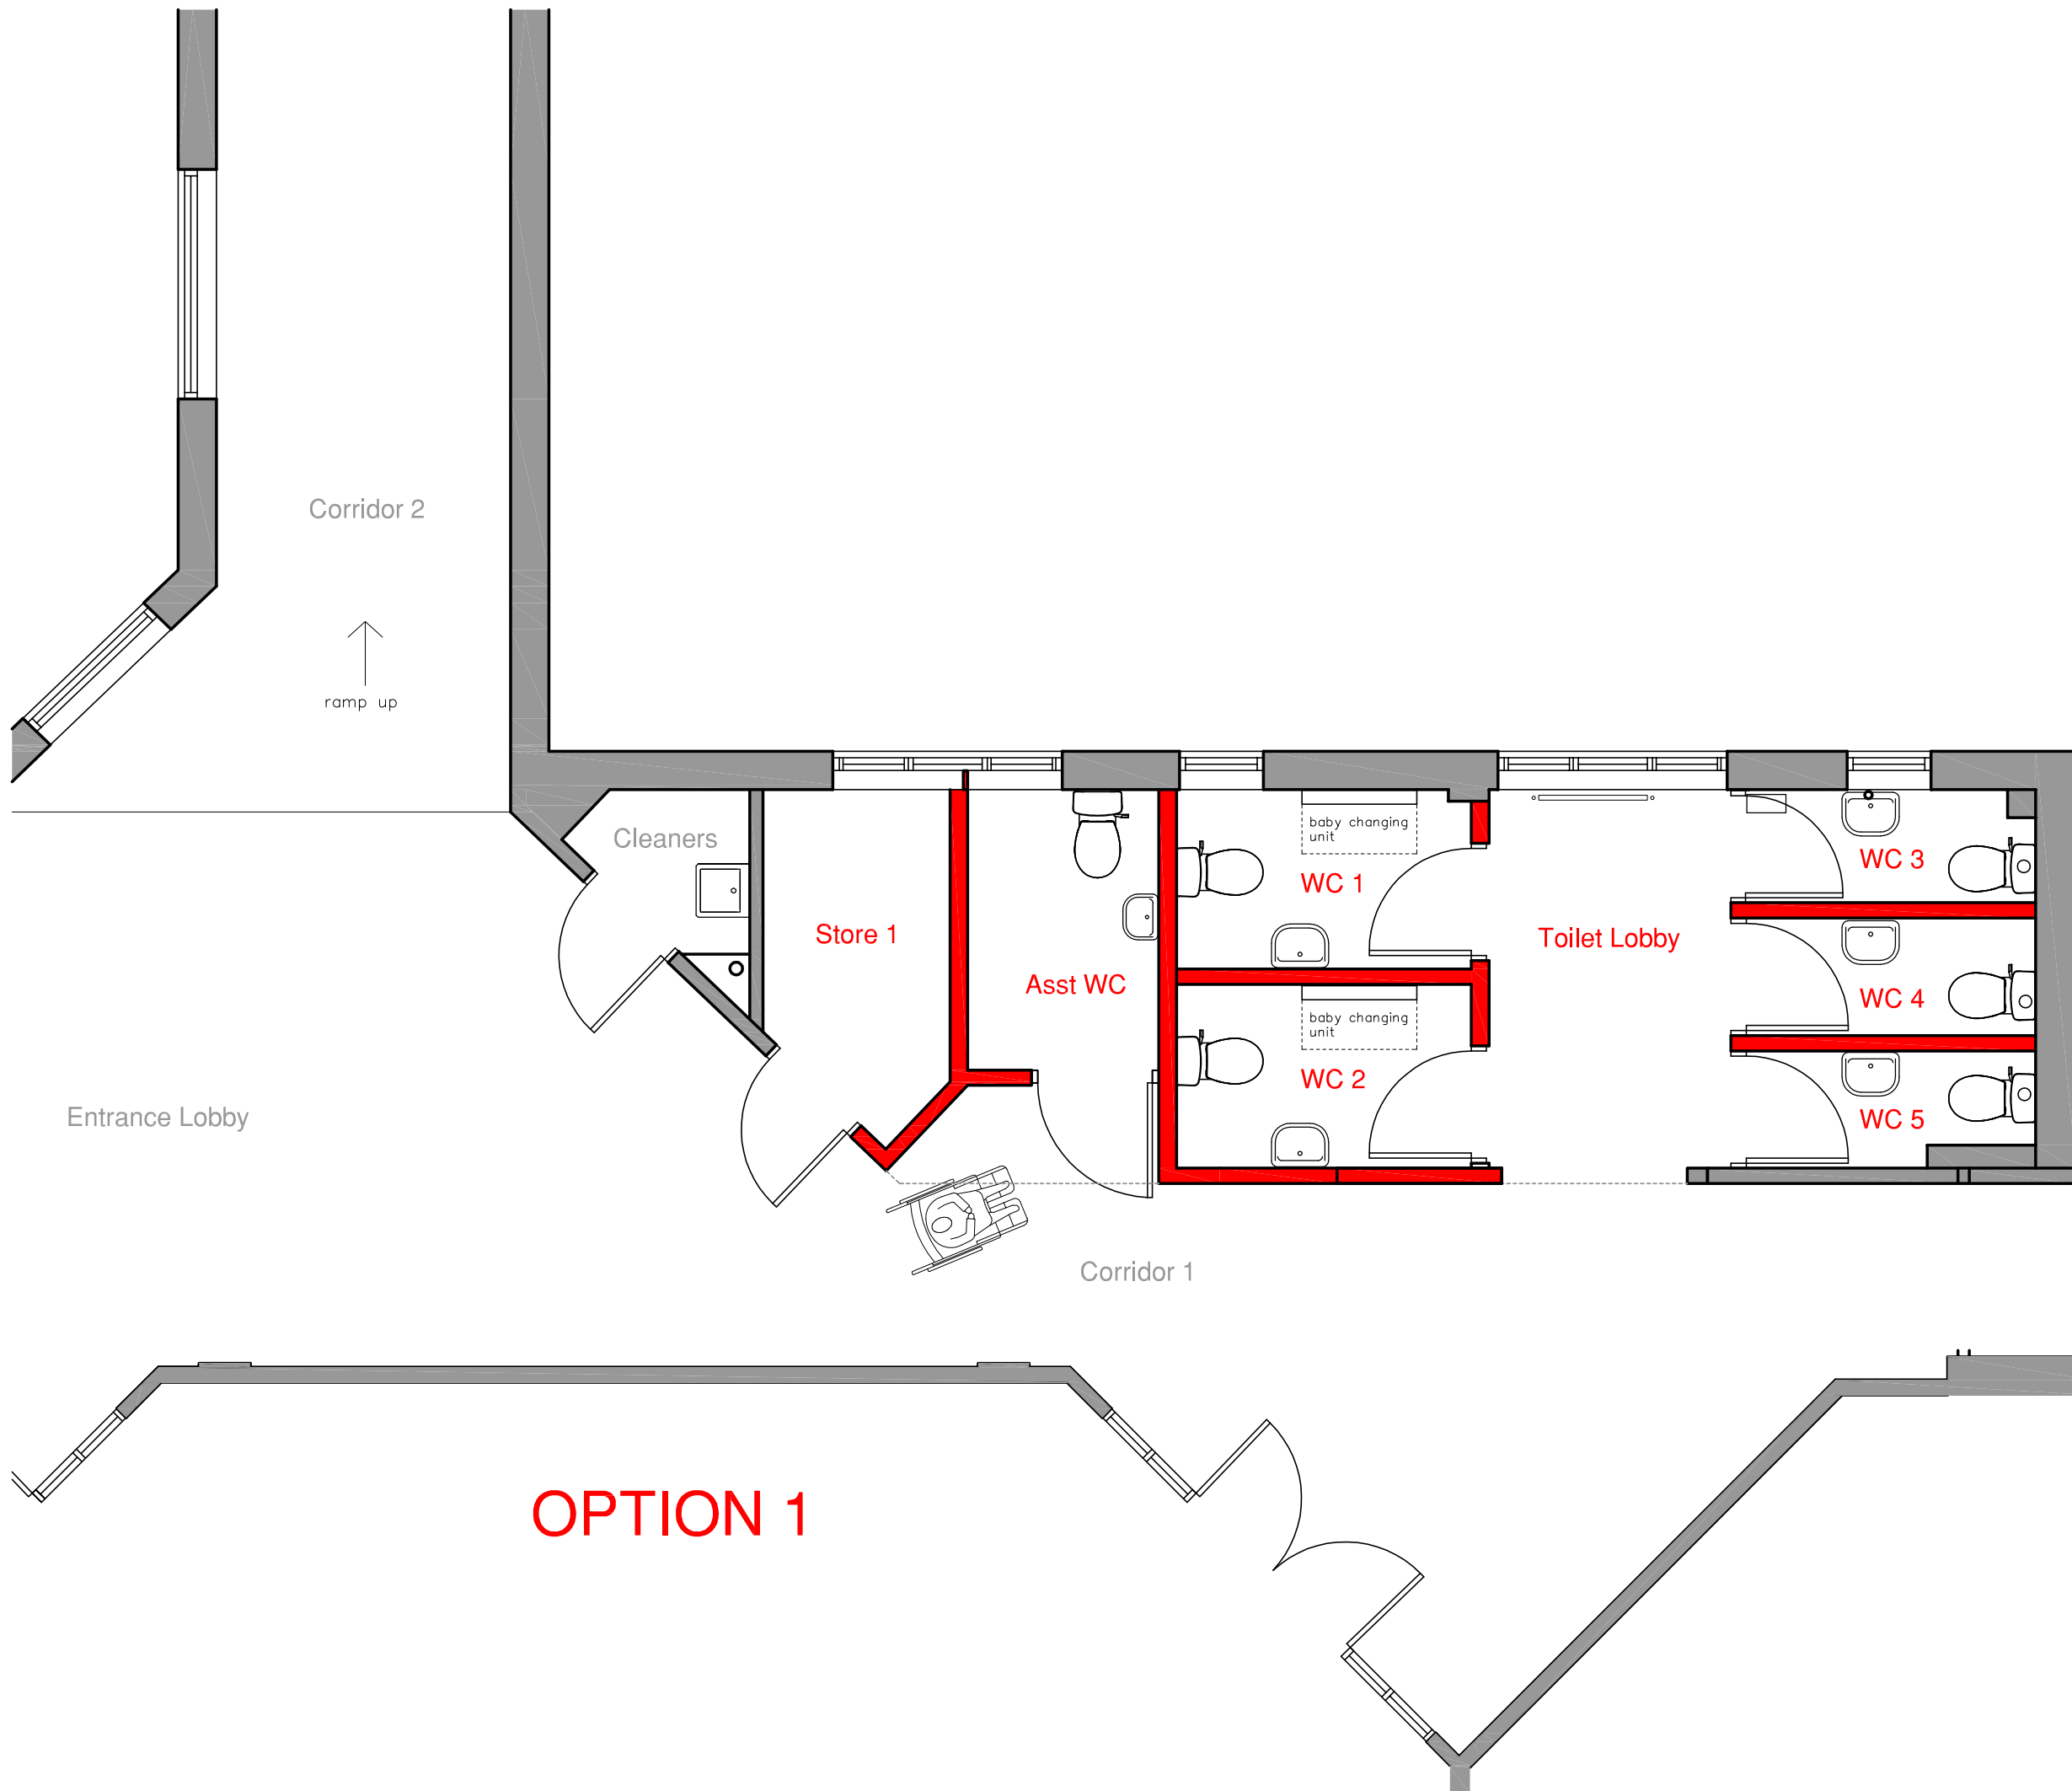 Corridor 2
ramp up
Cleaners
baby changing
unit
WC 1
WC 3
Store 1
Toilet Lobby
Asst WC
WC 4
baby changing
unit
WC 2
WC 5
Entrance Lobby
Corridor 1
OPTION 1